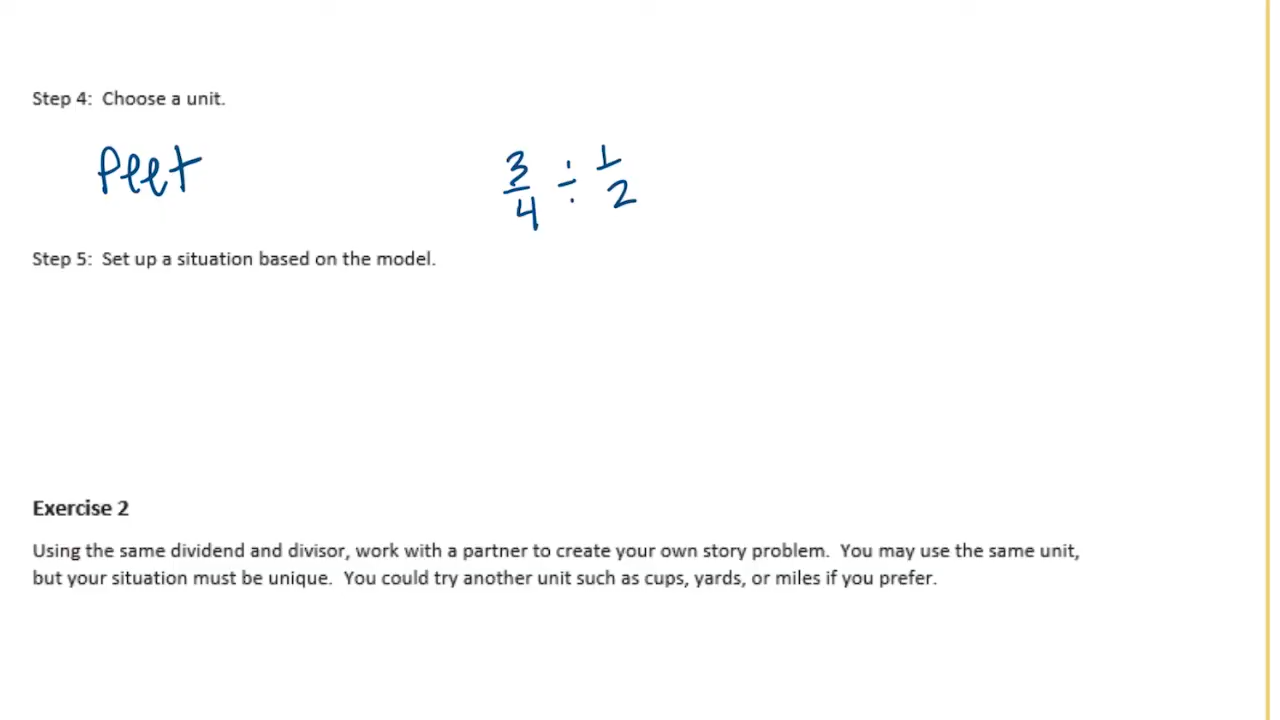 Step 4: Choose a unit.
feet
3/4 ÷ 1/2
Step 5: Set up a situation based on the model.
Exercise 2
Using the same dividend and divisor, work with a partner to create your own story problem. You may use the same unit,
but your situation must be unique. You could try another unit such as cups, yards, or miles if you prefer.